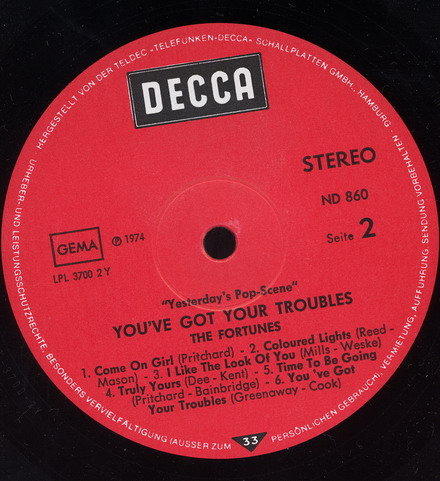 HERGESTELLT VON DER TELDEC »TELEFUNKEN-DECCA« SCHALLPLATTEN GMBH., HAMBURG
URHEBER- UND LEISTUNGSSCHUTZRECHTE, BESONDERS VERVIELFÄLTIGUNG (AUSSER ZUM PERSÖNLICHEN GEBRAUCH), VERMIETUNG, AUFFÜHRUNG, SENDUNG VORBEHALTEN
DECCA
STEREO
ND 860
GEMA
℗ 1974
Seite 2
LPL 3700 2 Y
"Yesterday's Pop-Scene"
YOU'VE GOT YOUR TROUBLES
THE FORTUNES
1. Come On Girl (Pritchard) - 2. Coloured Lights (Reed -
Mason) - 3. I Like The Look Of You (Mills - Weske)
4. Truly Yours (Dee - Kent) - 5. Time To Be Going
(Pritchard - Bainbridge) - 6. You've Got
Your Troubles (Greenaway - Cook)
33